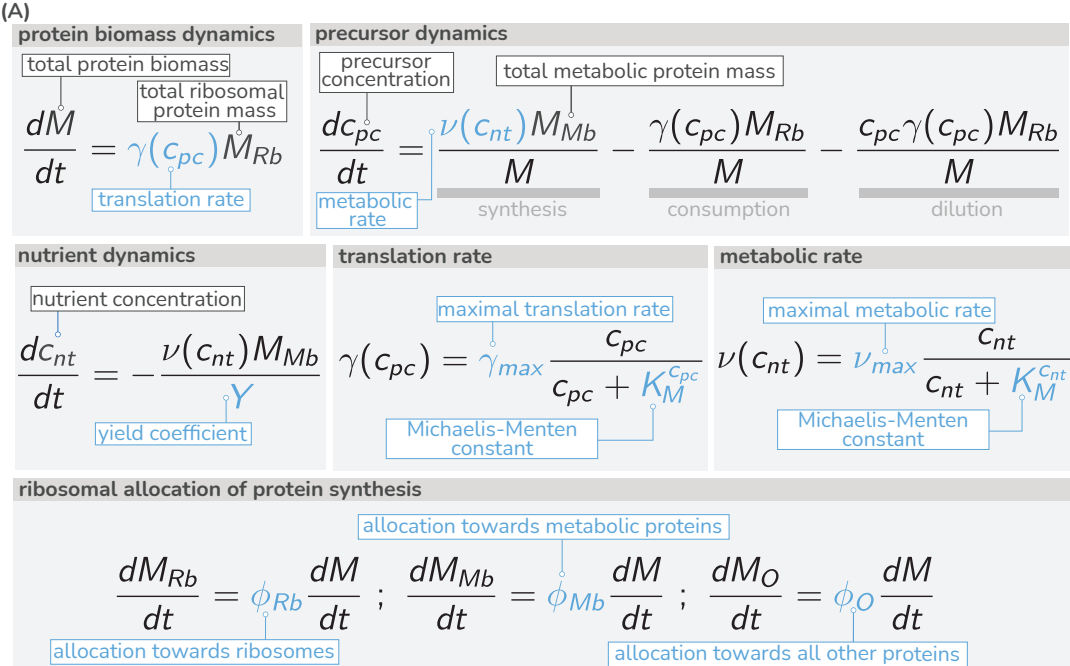 (A)
protein biomass dynamics
total protein biomass
total ribosomal
protein mass
dM/dt = γ(c_pc)M_Rb
translation rate
precursor dynamics
precursor
concentration
total metabolic protein mass
dc_pc/dt = ν(c_nt)M_Mb/M − γ(c_pc)M_Rb/M − c_pc γ(c_pc)M_Rb/M
metabolic
rate
synthesis
consumption
dilution
nutrient dynamics
nutrient concentration
dc_nt/dt = − ν(c_nt)M_Mb/Y
yield coefficient
translation rate
maximal translation rate
γ(c_pc) = γ_max c_pc/(c_pc + K_M^c_pc)
Michaelis-Menten
constant
metabolic rate
maximal metabolic rate
ν(c_nt) = ν_max c_nt/(c_nt + K_M^c_nt)
Michaelis-Menten
constant
ribosomal allocation of protein synthesis
allocation towards metabolic proteins
dM_Rb/dt = ϕ_Rb dM/dt ; dM_Mb/dt = ϕ_Mb dM/dt ; dM_O/dt = ϕ_O dM/dt
allocation towards ribosomes
allocation towards all other proteins